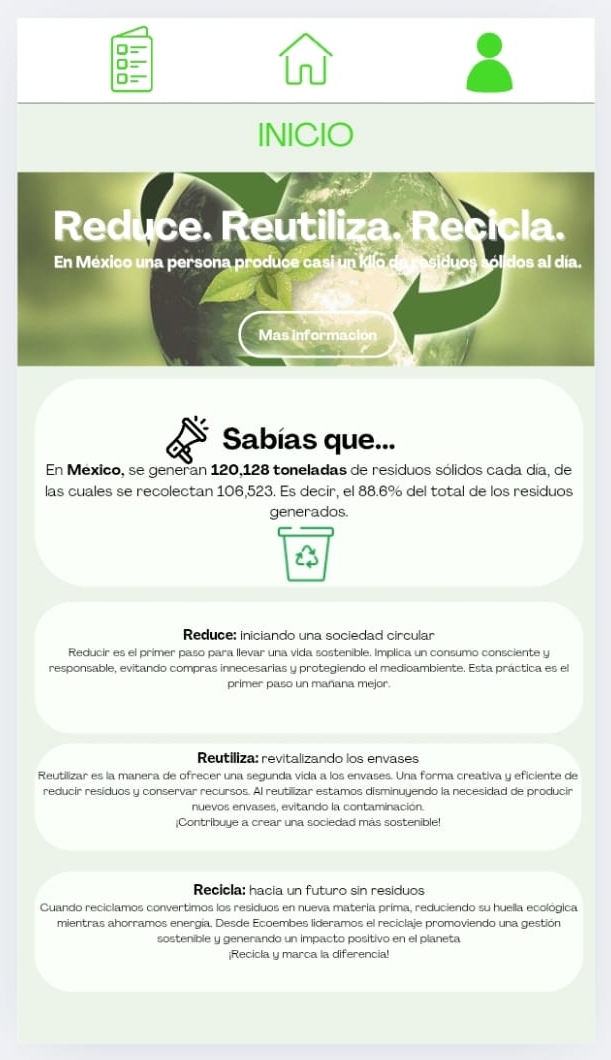 INICIO
Reduce. Reutiliza. Recicla.
En México una persona produce casi un kilo de residuos sólidos al día.
Mas informacion
Sabías que...
En México, se generan 120,128 toneladas de residuos sólidos cada día, de
las cuales se recolectan 106,523. Es decir, el 88.6% del total de los residuos
generados.
Reduce: iniciando una sociedad circular
Reducir es el primer paso para llevar una vida sostenible. Implica un consumo consciente y
responsable, evitando compras innecesarias y protegiendo el medioambiente. Esta práctica es el
primer paso un mañana mejor.
Reutiliza: revitalizando los envases
Reutilizar es la manera de ofrecer una segunda vida a los envases. Una forma creativa y eficiente de
reducir residuos y conservar recursos. Al reutilizar estamos disminuyendo la necesidad de producir
nuevos envases, evitando la contaminación.
¡Contribuye a crear una sociedad más sostenible!
Recicla: hacia un futuro sin residuos
Cuando reciclamos convertimos los residuos en nueva materia prima, reduciendo su huella ecológica
mientras ahorramos energía. Desde Ecoembes lideramos el reciclaje promoviendo una gestión
sostenible y generando un impacto positivo en el planeta
¡Recicla y marca la diferencia!